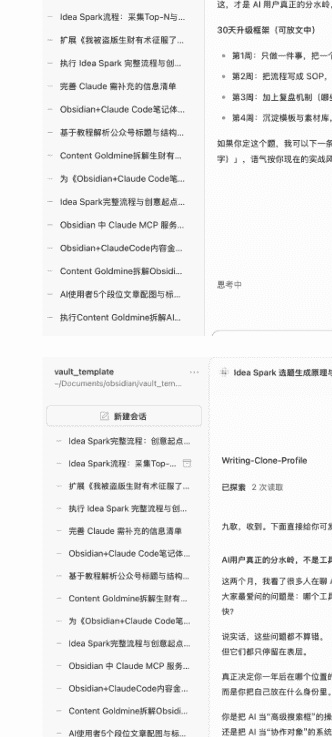 Idea Spark流程：采集Top-N与...
扩展《我被盗版生财有术征服了...
执行 Idea Spark 完整流程与创...
完善 Claude 需补充的信息清单
Obsidian+Claude Code笔记体...
基于教程解析公众号标题与结构...
Content Goldmine拆解生财有...
为《Obsidian+Claude Code笔...
Idea Spark完整流程与创意起点...
Obsidian 中 Claude MCP 服务...
Obsidian+ClaudeCode内容金...
Content Goldmine拆解Obsidi...
AI使用者5个段位文章配图与标...
执行Content Goldmine拆解AI...
这，才是 AI 用户真正的分水岭，
30天升级框架（可放文中）
第1周：只做一件事，把一个
第2周：把流程写成 SOP，
第3周：加上复盘机制（哪
第4周：沉淀模板与素材库，
如果你定这个题，我可以下一条
字）」，语气按你现在的实战风
思考中
vault_template
...
~/Documents/obsidian/vault_tem...
新建会话
Idea Spark完整流程：创意起点...
Idea Spark流程：采集Top-...
扩展《我被盗版生财有术征服了...
执行 Idea Spark 完整流程与创...
完善 Claude 需补充的信息清单
Obsidian+Claude Code笔记体...
基于教程解析公众号标题与结构...
Content Goldmine拆解生财有...
为《Obsidian+Claude Code笔...
Idea Spark完整流程与创意起点...
Obsidian 中 Claude MCP 服务...
Obsidian+ClaudeCode内容金...
Content Goldmine拆解Obsidi...
AI使用者5个段位文章配图与标...
Idea Spark 选题生成原理与
Writing-Clone-Profile
已探索 2 次读取
九歌，收到。下面直接给你可
AI用户真正的分水岭，不是工具
这两个月，我看了很多人在聊 A
大家最爱问的问题是：哪个工具
快？
说实话，这些问题都不算错。
但它们都只停留在表层。
真正决定你一年后在哪个位置的
而是你把自己放在什么身份里。
你是把 AI 当“高级搜索框”的操
还是把 AI 当“协作对象”的系统